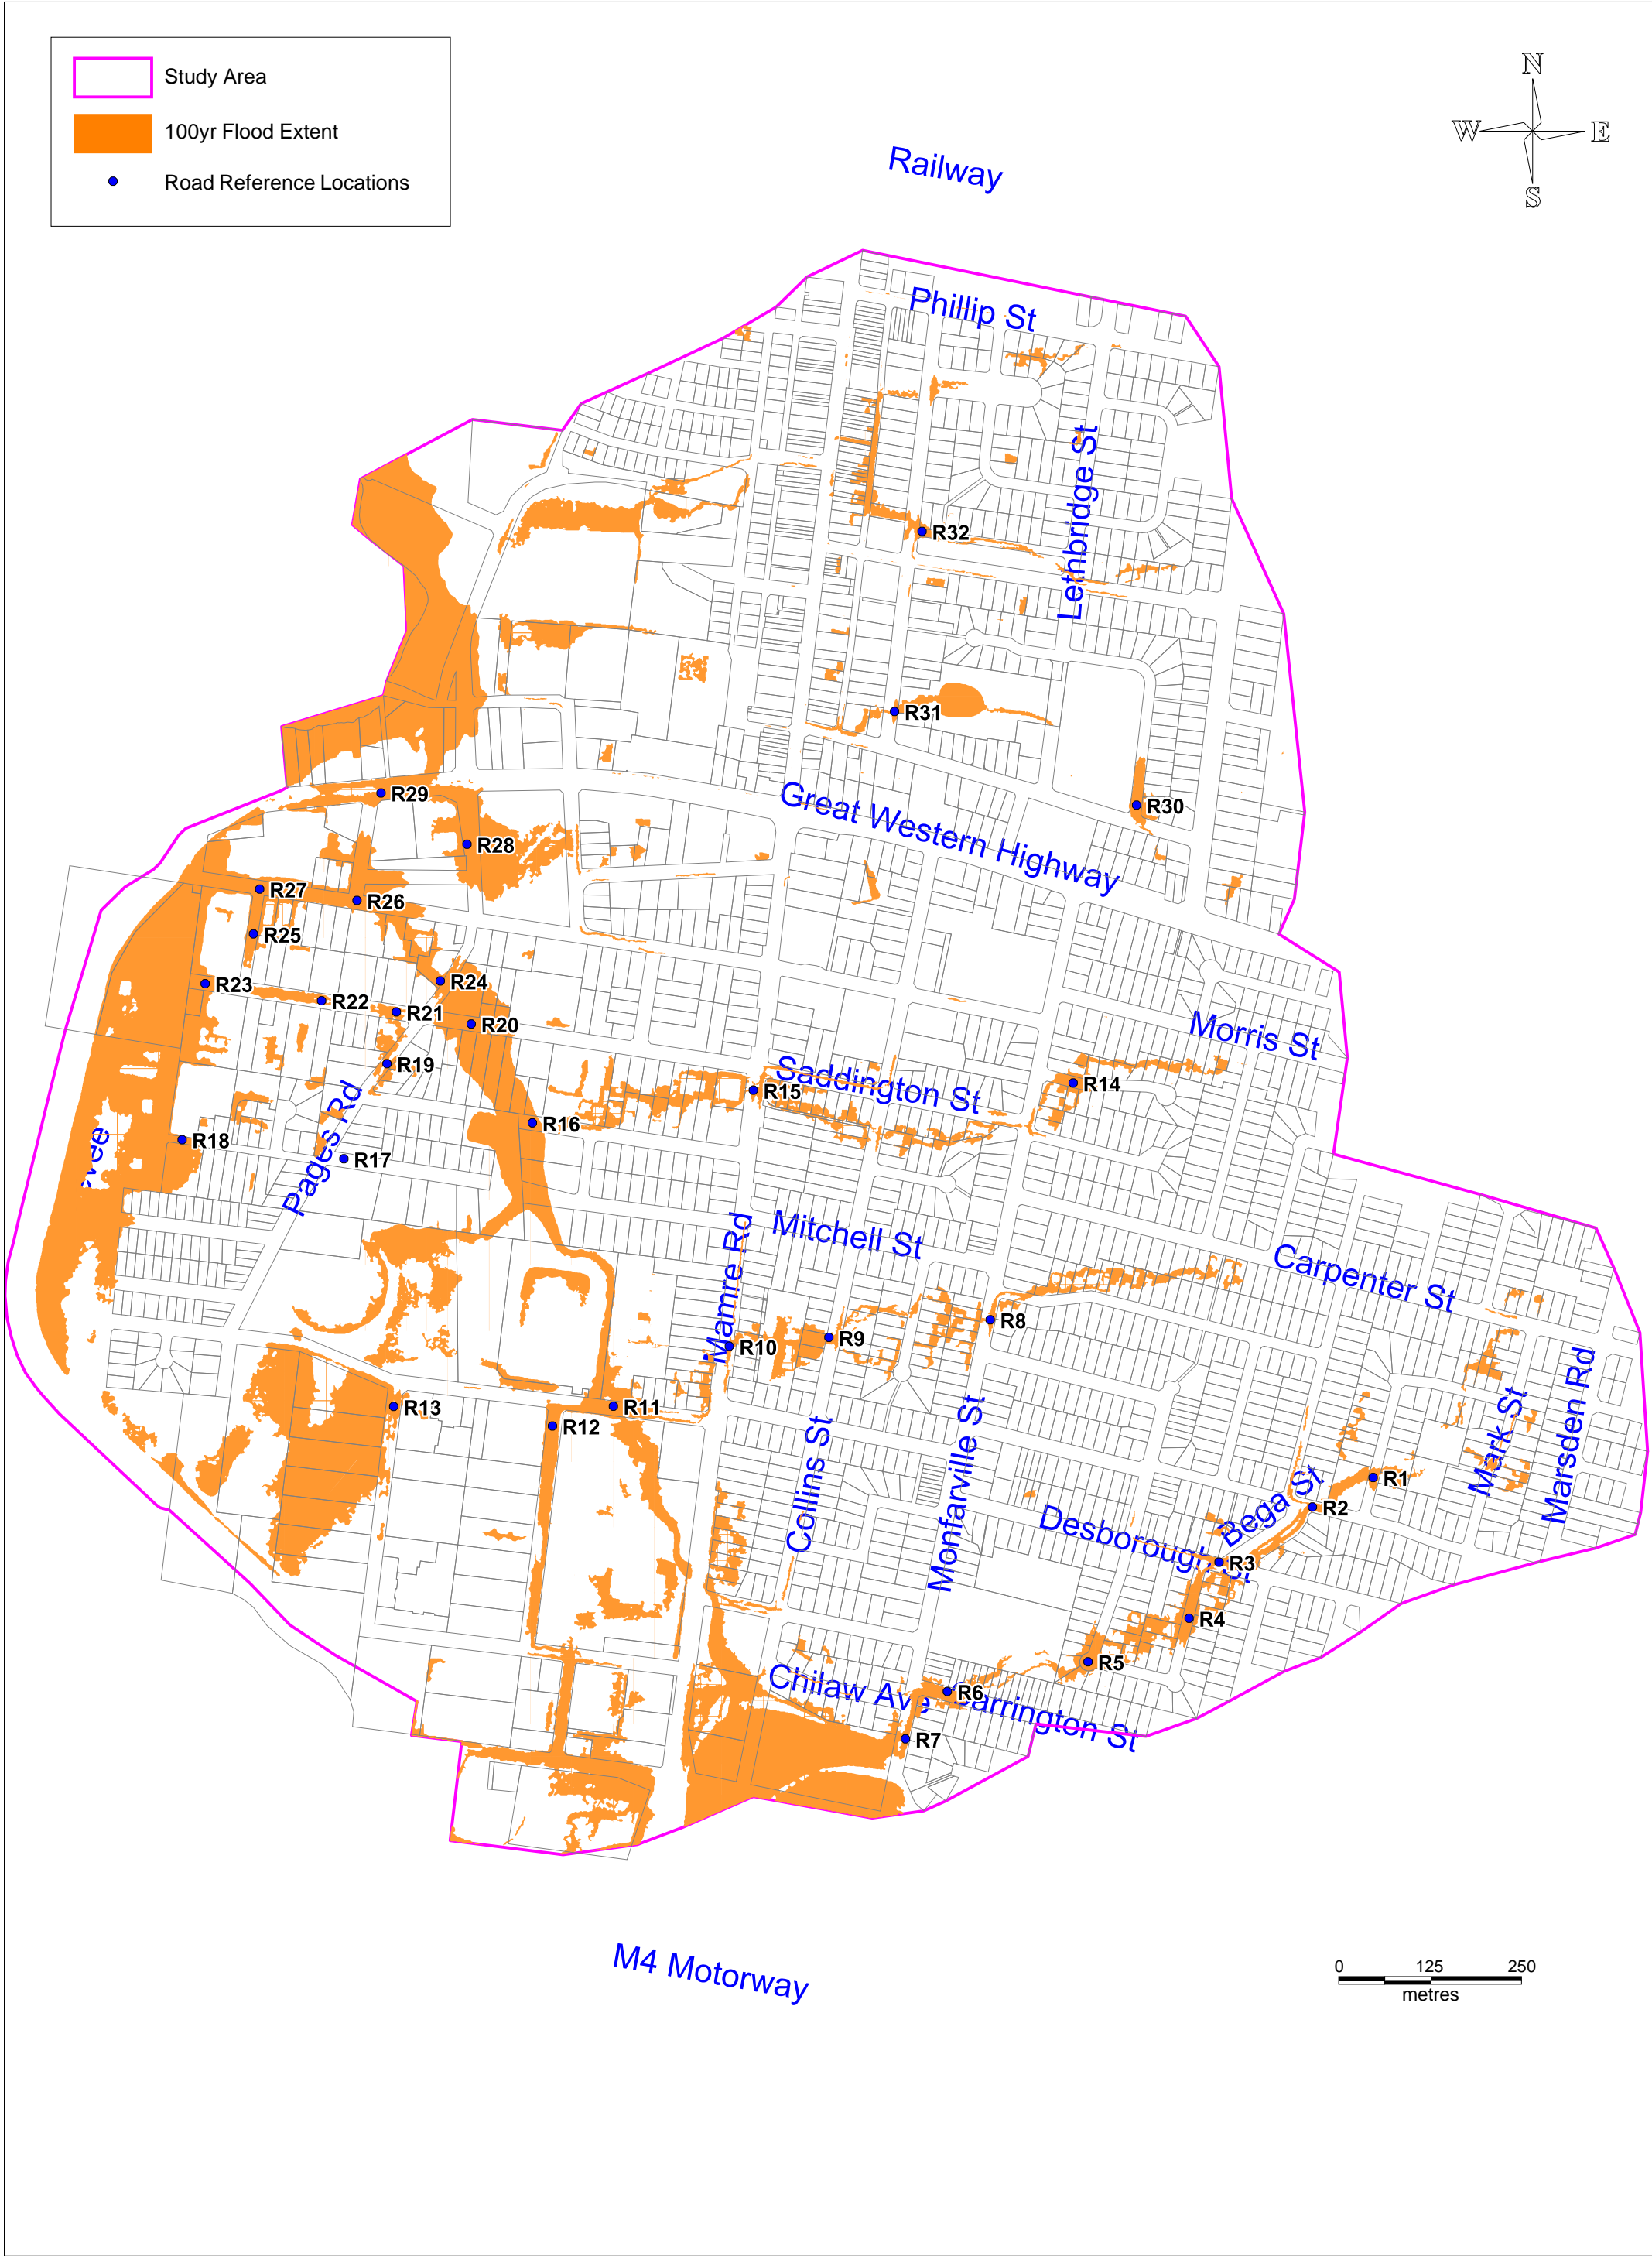 Study Area
100yr Flood Extent
Road Reference Locations
N
W
E
S
Railway
Phillip St
Lethbridge St
R32
R31
R30
Great Western Highway
R29
R28
R27
R26
R25
R24
R23
R22
R21
R20
R19
Morris St
Saddington St
R14
R15
R16
R18
R17
Pages Rd
Mitchell St
Mamre Rd
Carpenter St
R8
R9
R10
R11
R12
R13
Collins St
Monfarville St
Mark St
Marsden Rd
R1
R2
Bega St
Desborough St
R3
R4
R5
R6
Chilaw Ave
Carrington St
R7
M4 Motorway
0 125 250
metres